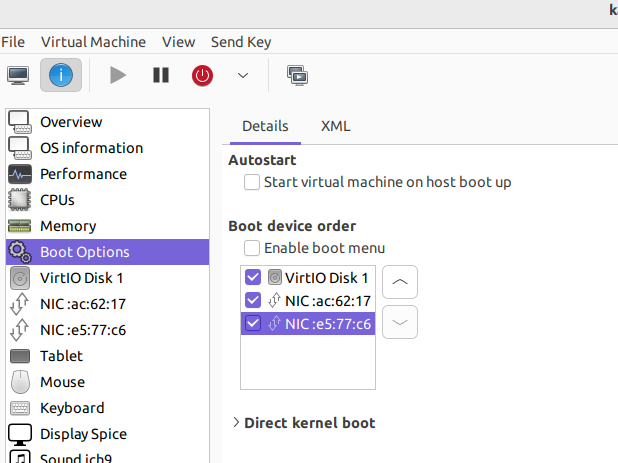 k
File Virtual Machine View Send Key
Overview
OS information
Performance
CPUs
Memory
Boot Options
VirtIO Disk 1
NIC :ac:62:17
NIC :e5:77:c6
Tablet
Mouse
Keyboard
Display Spice
Sound ich9
Details XML
Autostart
Start virtual machine on host boot up
Boot device order
Enable boot menu
VirtIO Disk 1
NIC :ac:62:17
NIC :e5:77:c6
Direct kernel boot